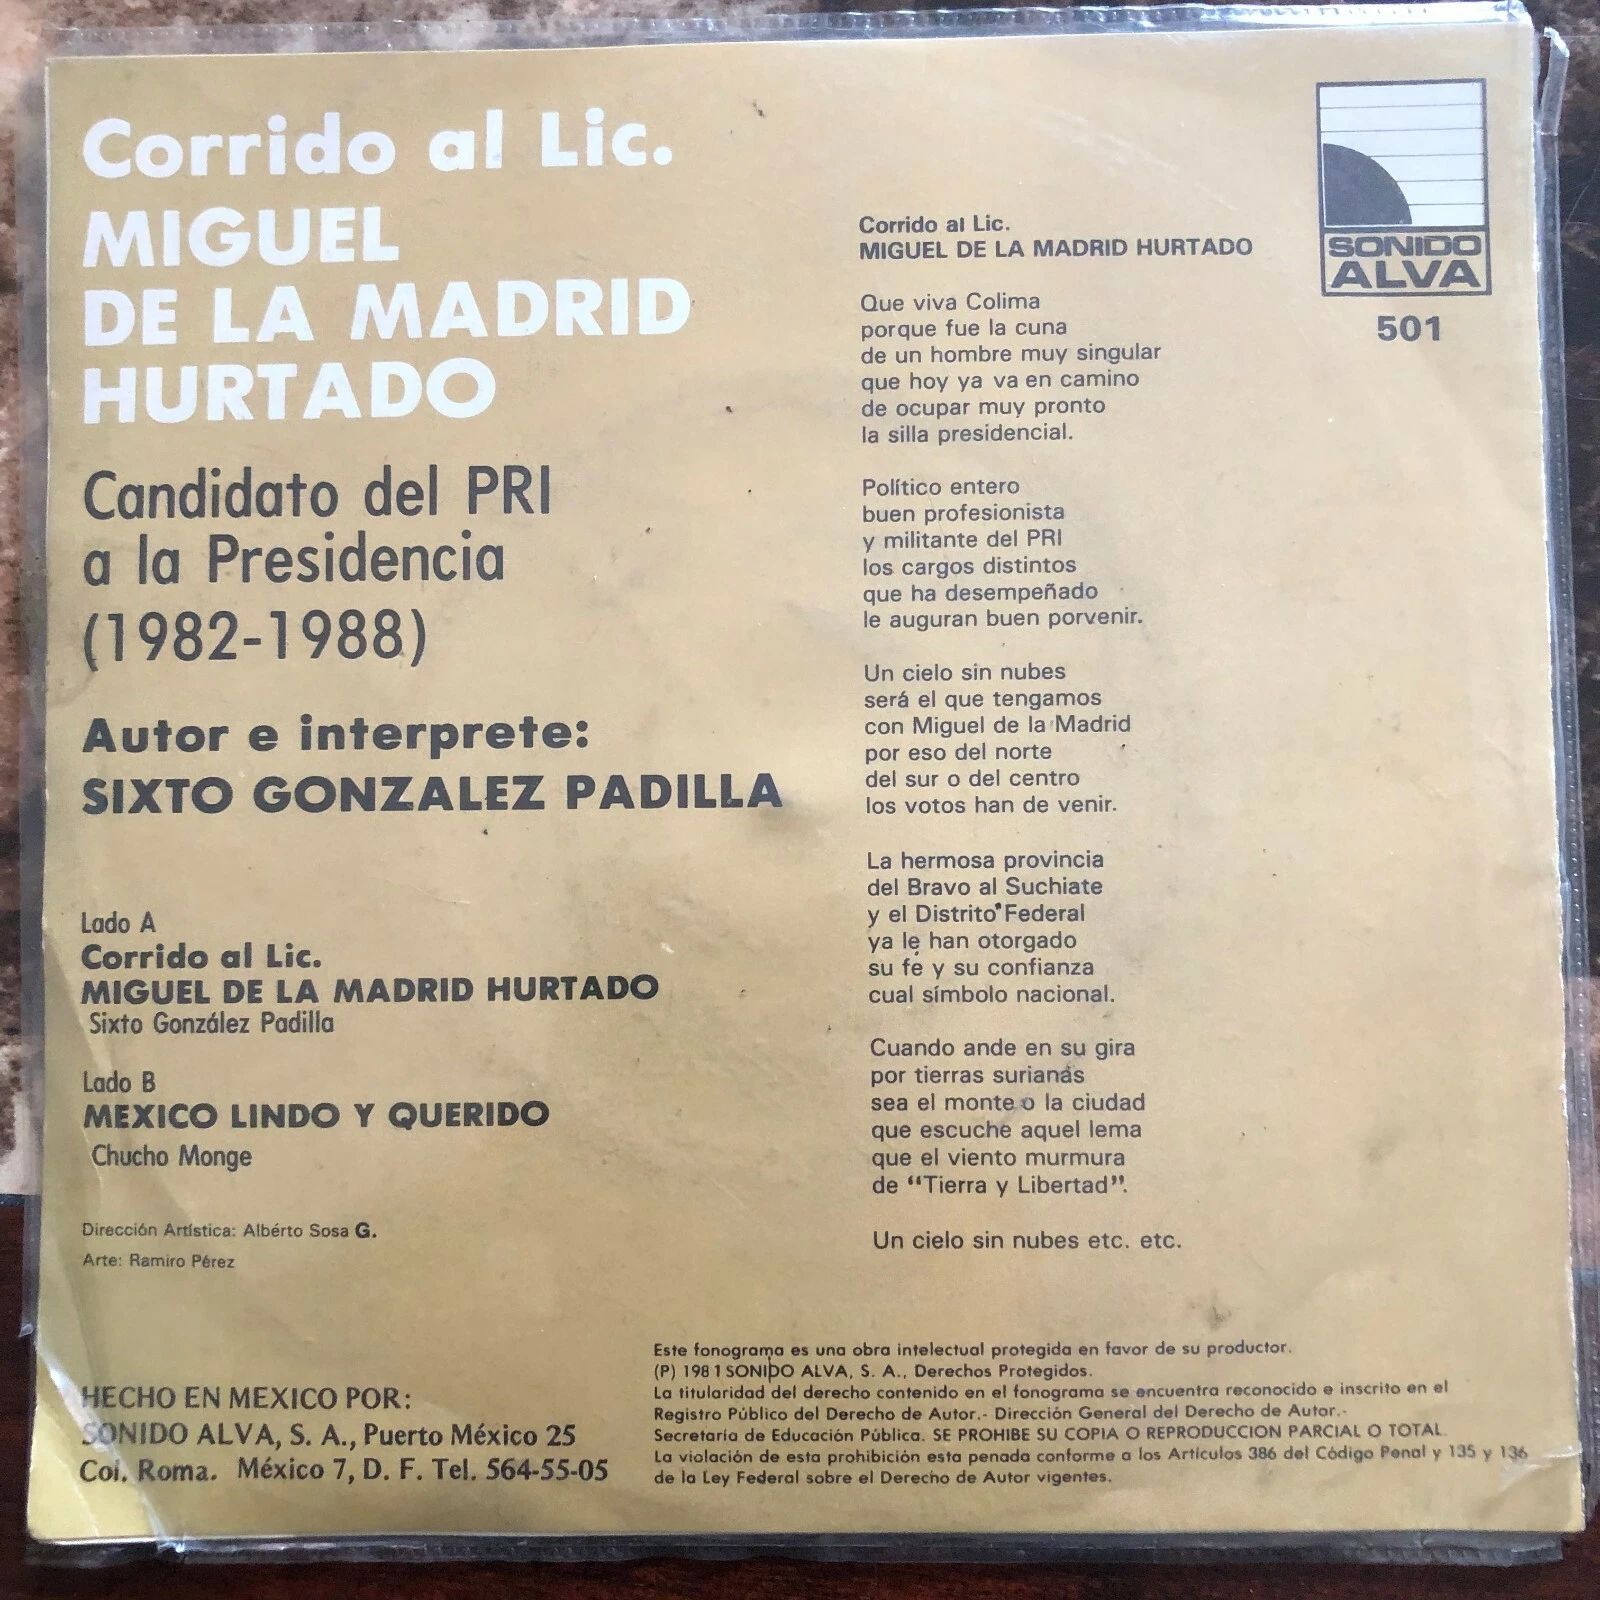 Corrido al Lic.
MIGUEL
DE LA MADRID
HURTADO
Candidato del PRI
a la Presidencia
(1982-1988)
Autor e interprete:
SIXTO GONZALEZ PADILLA
Lado A
Corrido al Lic.
MIGUEL DE LA MADRID HURTADO
Sixto González Padilla
Lado B
MEXICO LINDO Y QUERIDO
Chucho Monge
Dirección Artística: Albérto Sosa G.
Arte: Ramiro Pérez
HECHO EN MEXICO POR:
SONIDO ALVA, S. A., Puerto México 25
Col. Roma. México 7, D. F. Tel. 564-55-05
SONIDO
ALVA
501
Corrido al Lic.
MIGUEL DE LA MADRID HURTADO
Que viva Colima
porque fue la cuna
de un hombre muy singular
que hoy ya va en camino
de ocupar muy pronto
la silla presidencial.
Político entero
buen profesionista
y militante del PRI
los cargos distintos
que ha desempeñado
le auguran buen porvenir.
Un cielo sin nubes
será el que tengamos
con Miguel de la Madrid
por eso del norte
del sur o del centro
los votos han de venir.
La hermosa provincia
del Bravo al Suchiate
y el Distrito Federal
ya le han otorgado
su fe y su confianza
cual símbolo nacional.
Cuando ande en su gira
por tierras surianas
sea el monte o la ciudad
que escuche aquel lema
que el viento murmura
de “Tierra y Libertad”.
Un cielo sin nubes etc. etc.
Este fonograma es una obra intelectual protegida en favor de su productor.
(P) 1981 SONIDO ALVA, S. A., Derechos Protegidos.
La titularidad del derecho contenido en el fonograma se encuentra reconocido e inscrito en el
Registro Público del Derecho de Autor.- Dirección General del Derecho de Autor.-
Secretaría de Educación Pública. SE PROHIBE SU COPIA O REPRODUCCION PARCIAL O TOTAL.
La violación de esta prohibición esta penada conforme a los Artículos 386 del Código Penal y 135 y 136
de la Ley Federal sobre el Derecho de Autor vigentes.